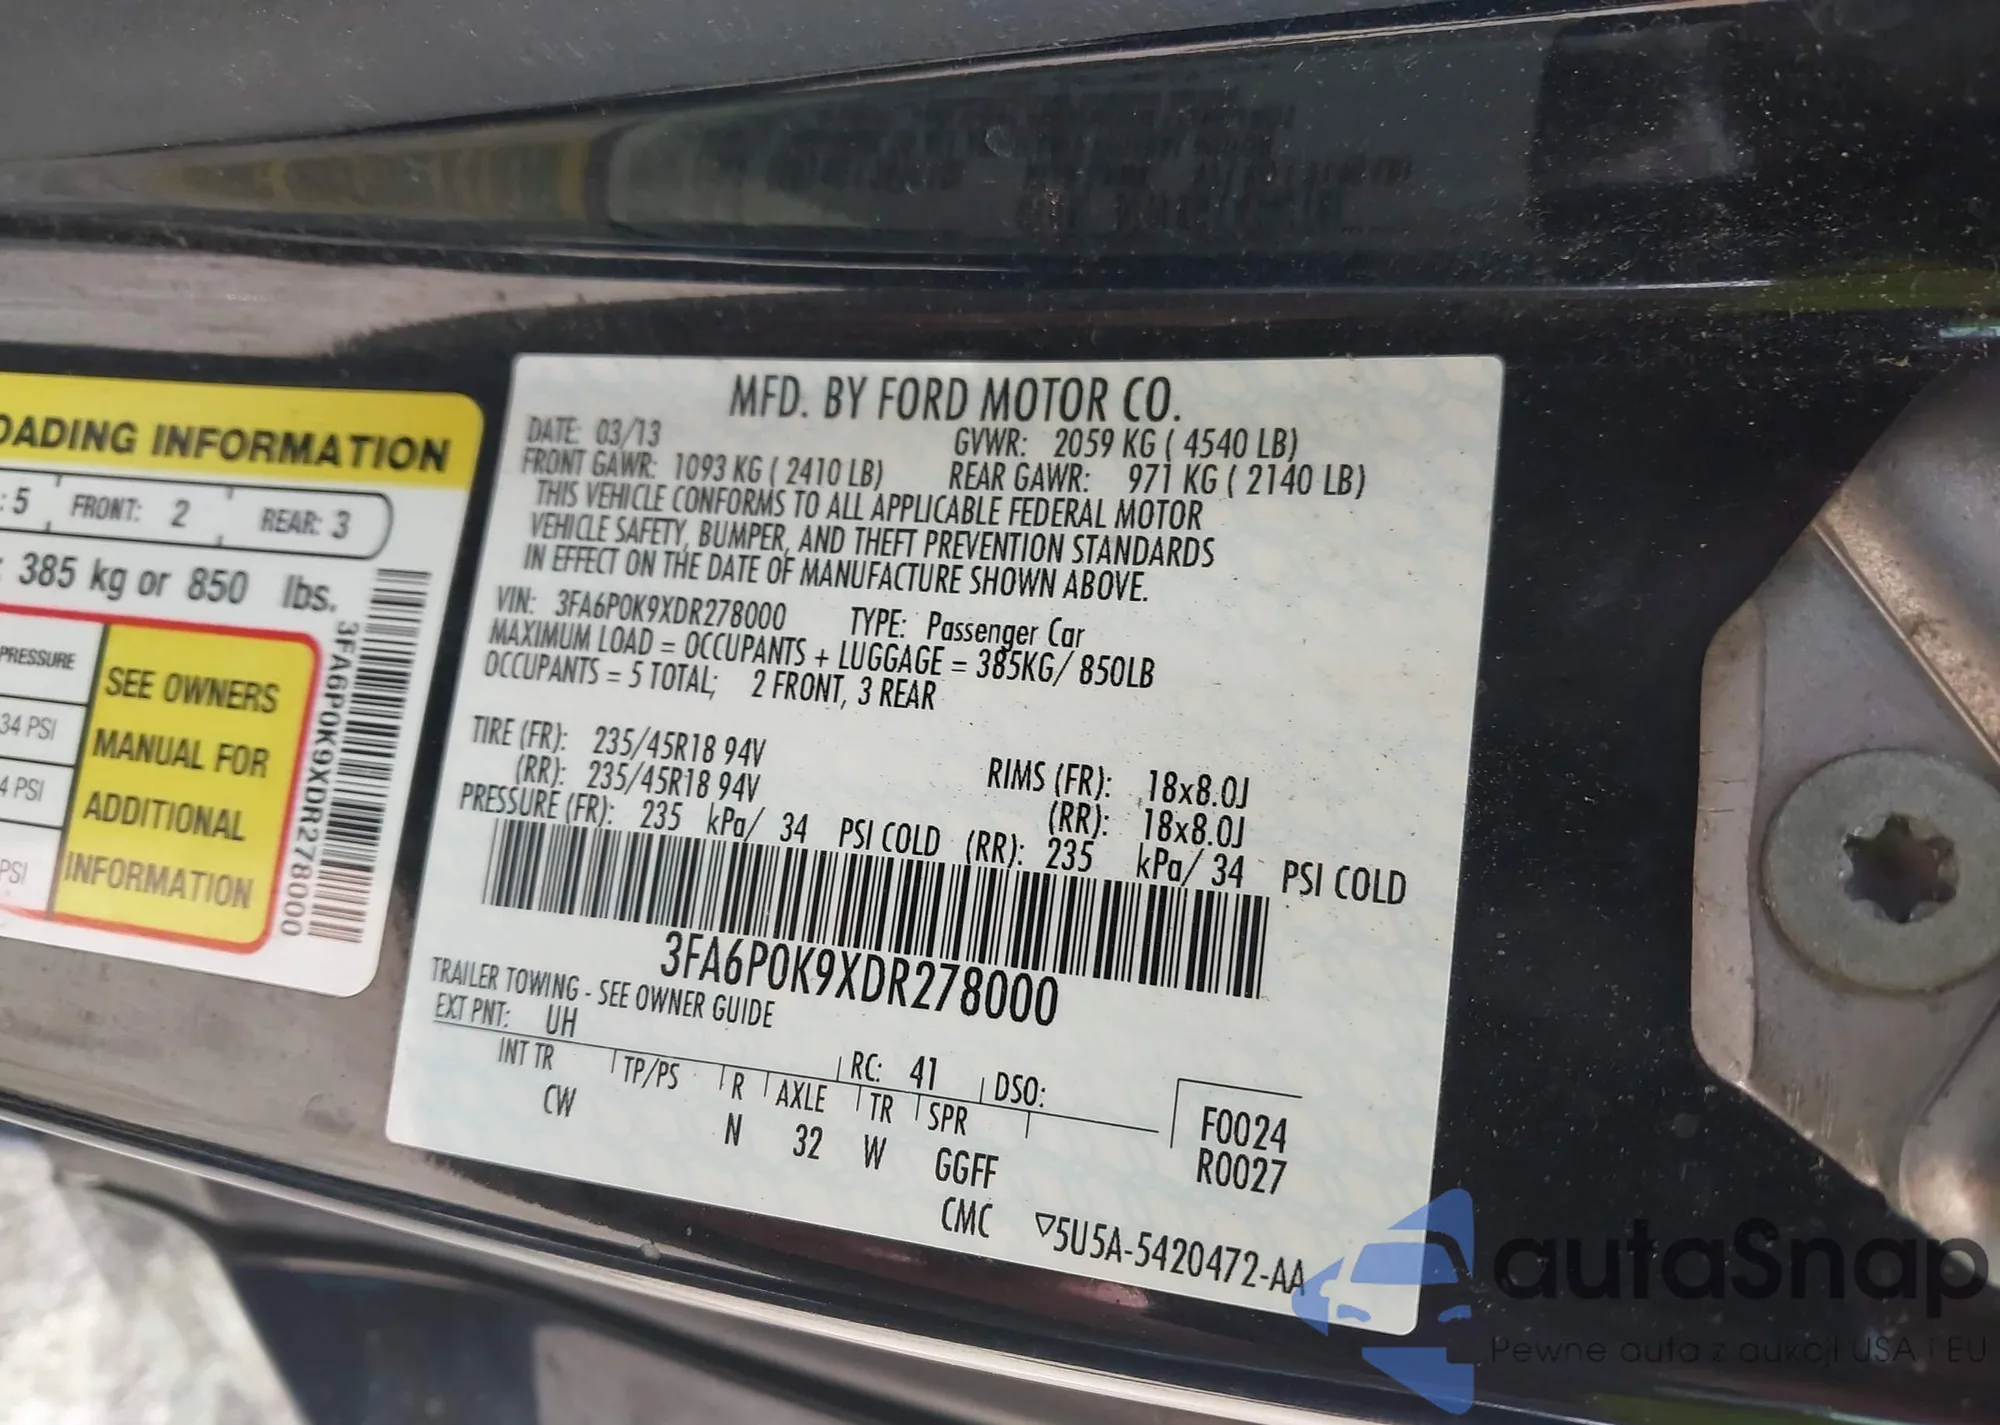 OADING INFORMATION
: 5 FRONT: 2 REAR: 3
: 385 kg or 850 lbs.
PRESSURE
34 PSI
4 PSI
PSI
SEE OWNERS
MANUAL FOR
ADDITIONAL
INFORMATION
3FA6P0K9XDR278000
MFD. BY FORD MOTOR CO.
DATE: 03/13 GVWR: 2059 KG ( 4540 LB)
FRONT GAWR: 1093 KG ( 2410 LB) REAR GAWR: 971 KG ( 2140 LB)
THIS VEHICLE CONFORMS TO ALL APPLICABLE FEDERAL MOTOR
VEHICLE SAFETY, BUMPER, AND THEFT PREVENTION STANDARDS
IN EFFECT ON THE DATE OF MANUFACTURE SHOWN ABOVE.
VIN: 3FA6P0K9XDR278000 TYPE: Passenger Car
MAXIMUM LOAD = OCCUPANTS + LUGGAGE = 385KG/ 850LB
OCCUPANTS = 5 TOTAL; 2 FRONT, 3 REAR
TIRE (FR): 235/45R18 94V RIMS (FR): 18x8.0J
(RR): 235/45R18 94V (RR): 18x8.0J
PRESSURE (FR): 235 kPa/ 34 PSI COLD (RR): 235 kPa/ 34 PSI COLD
3FA6P0K9XDR278000
TRAILER TOWING - SEE OWNER GUIDE
EXT PNT: UH RC: 41 DSO:
INT TR TP/PS R AXLE TR SPR
CW N 32 W GGFF
F0024
R0027
CMC ▽5U5A-5420472-AA
autaSnap
Pewne auta z aukcji USA i EU